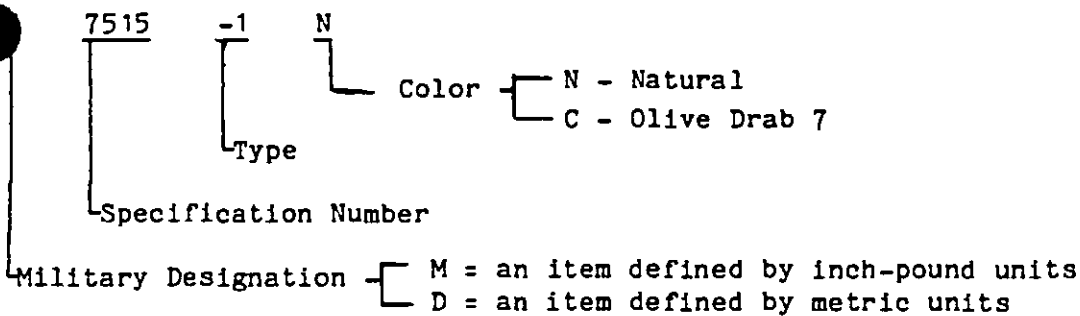 7515 -1 N
Color N - Natural
C - Olive Drab 7
Type
Specification Number
Military Designation M = an item defined by inch-pound units
D = an item defined by metric units